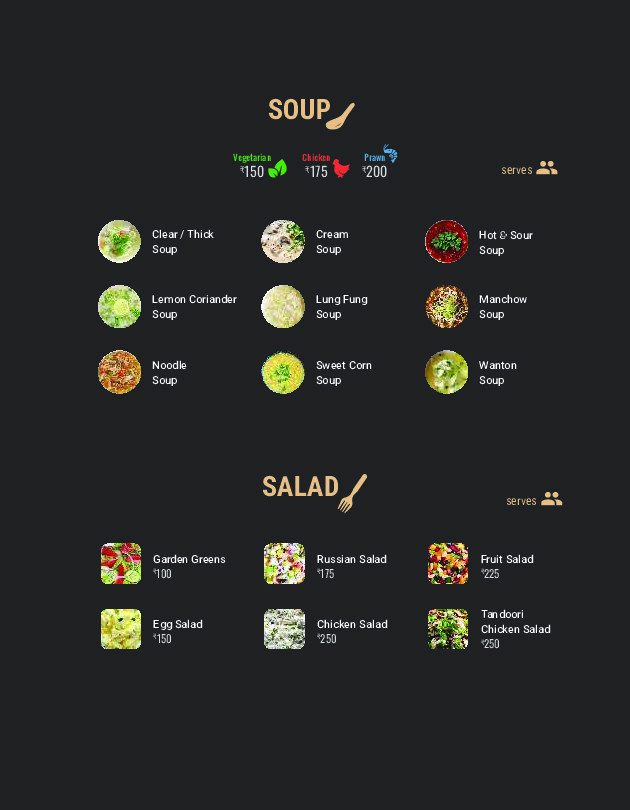 SOUP
Vegetarian Chicken Prawn
₹150 ₹175 ₹200
serves
Clear / Thick
Soup
Cream
Soup
Hot & Sour
Soup
Lemon Coriander
Soup
Lung Fung
Soup
Manchow
Soup
Noodle
Soup
Sweet Corn
Soup
Wanton
Soup
SALAD
serves
Garden Greens
₹100
Russian Salad
₹175
Fruit Salad
₹225
Egg Salad
₹150
Chicken Salad
₹250
Tandoori
Chicken Salad
₹250